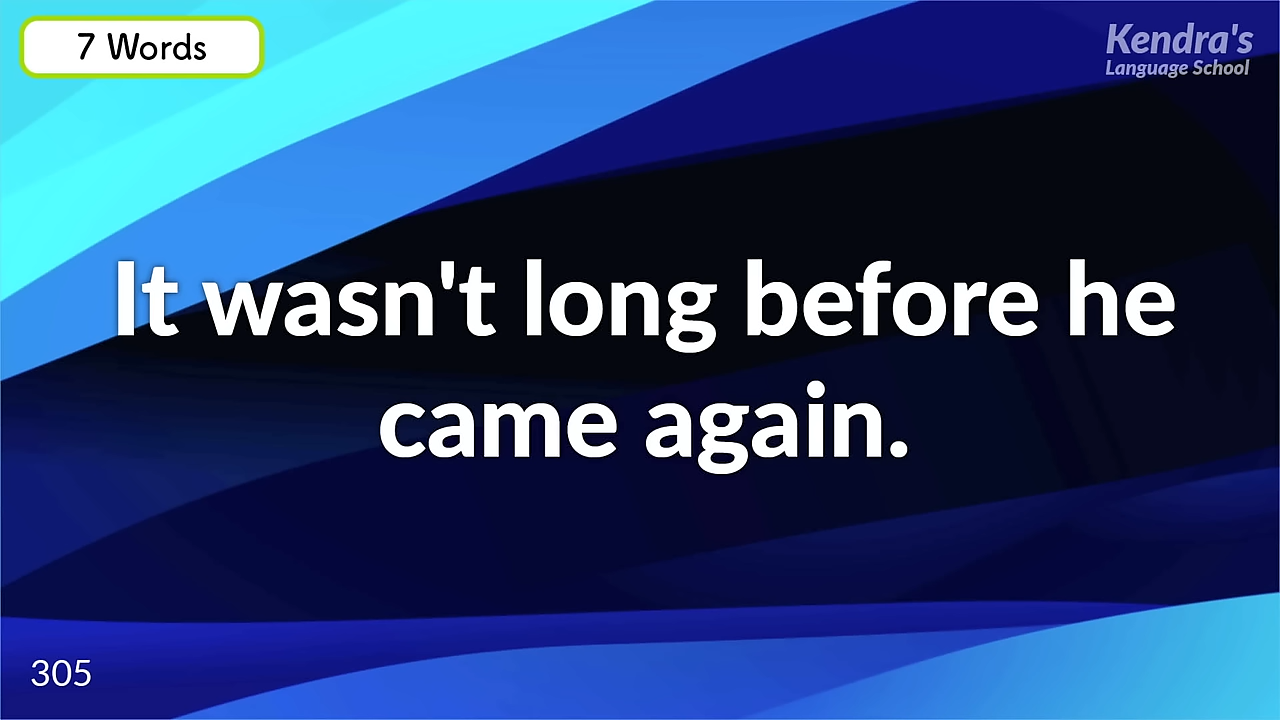 7 Words
Kendra's
Language School
It wasn't long before he
came again.
305